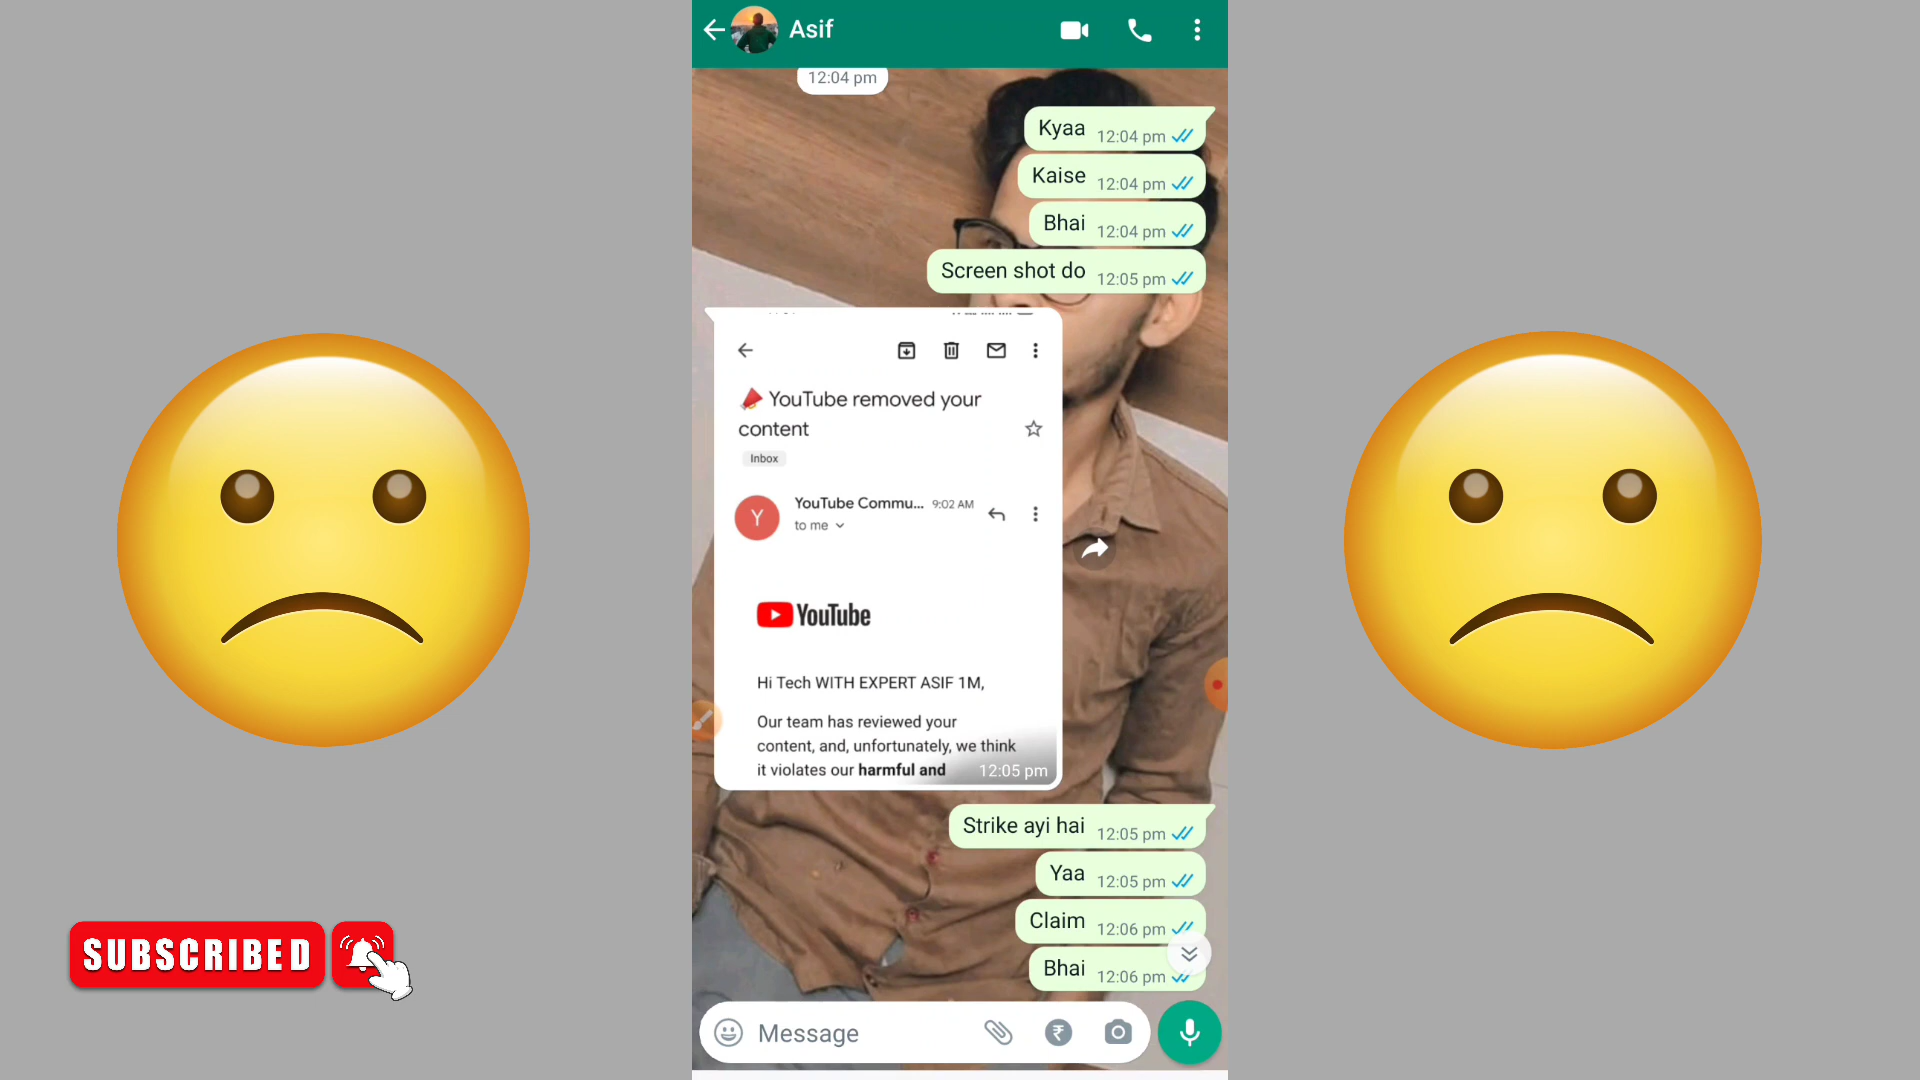 Asif
12:04 pm
Kyaa 12:04 pm
Kaise 12:04 pm
Bhai 12:04 pm
Screen shot do 12:05 pm
YouTube removed your
content
Inbox
Y
YouTube Commu... 9:02 AM
to me
YouTube
Hi Tech WITH EXPERT ASIF 1M,
Our team has reviewed your
content, and, unfortunately, we think
it violates our harmful and
12:05 pm
Strike ayi hai 12:05 pm
Yaa 12:05 pm
Claim 12:06 pm
Bhai 12:06 pm
SUBSCRIBED
Message